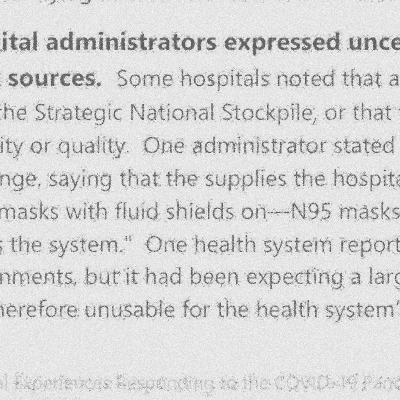 ital administrators expressed unce
sources. Some hospitals noted that a
the Strategic National Stockpile, or that
ity or quality. One administrator stated
nge, saying that the supplies the hospita
masks with fluid shields on—N95 masks
s the system." One health system report
nments, but it had been expecting a larg
herefore unusable for the health system'
l Experiences Responding to the COVID-19 Pand